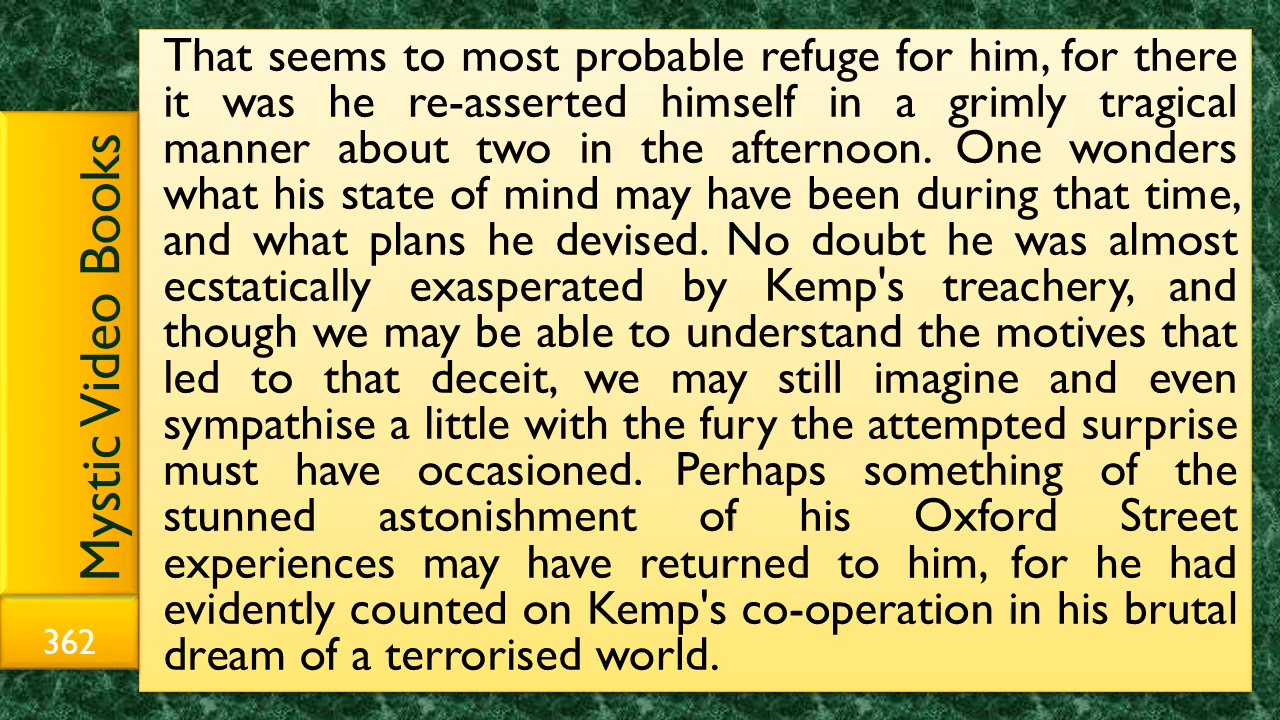 That seems to most probable refuge for him, for there
it was he re-asserted himself in a grimly tragical
manner about two in the afternoon. One wonders
what his state of mind may have been during that time,
and what plans he devised. No doubt he was almost
ecstatically exasperated by Kemp's treachery, and
though we may be able to understand the motives that
led to that deceit, we may still imagine and even
sympathise a little with the fury the attempted surprise
must have occasioned. Perhaps something of the
stunned astonishment of his Oxford Street
experiences may have returned to him, for he had
evidently counted on Kemp's co-operation in his brutal
dream of a terrorised world.
Mystic Video Books
362